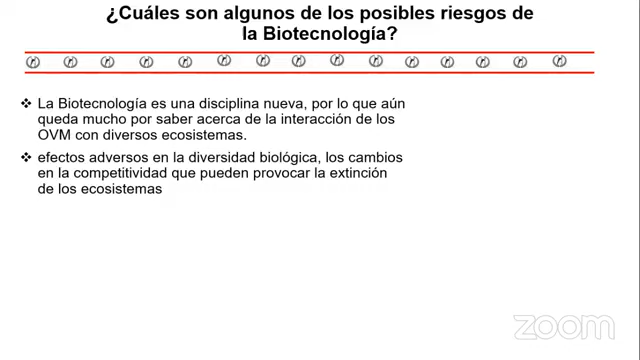 ¿Cuáles son algunos de los posibles riesgos de
la Biotecnología?
❖ La Biotecnología es una disciplina nueva, por lo que aún
queda mucho por saber acerca de la interacción de los
OVM con diversos ecosistemas.
❖ efectos adversos en la diversidad biológica, los cambios
en la competitividad que pueden provocar la extinción
de los ecosistemas
zoom